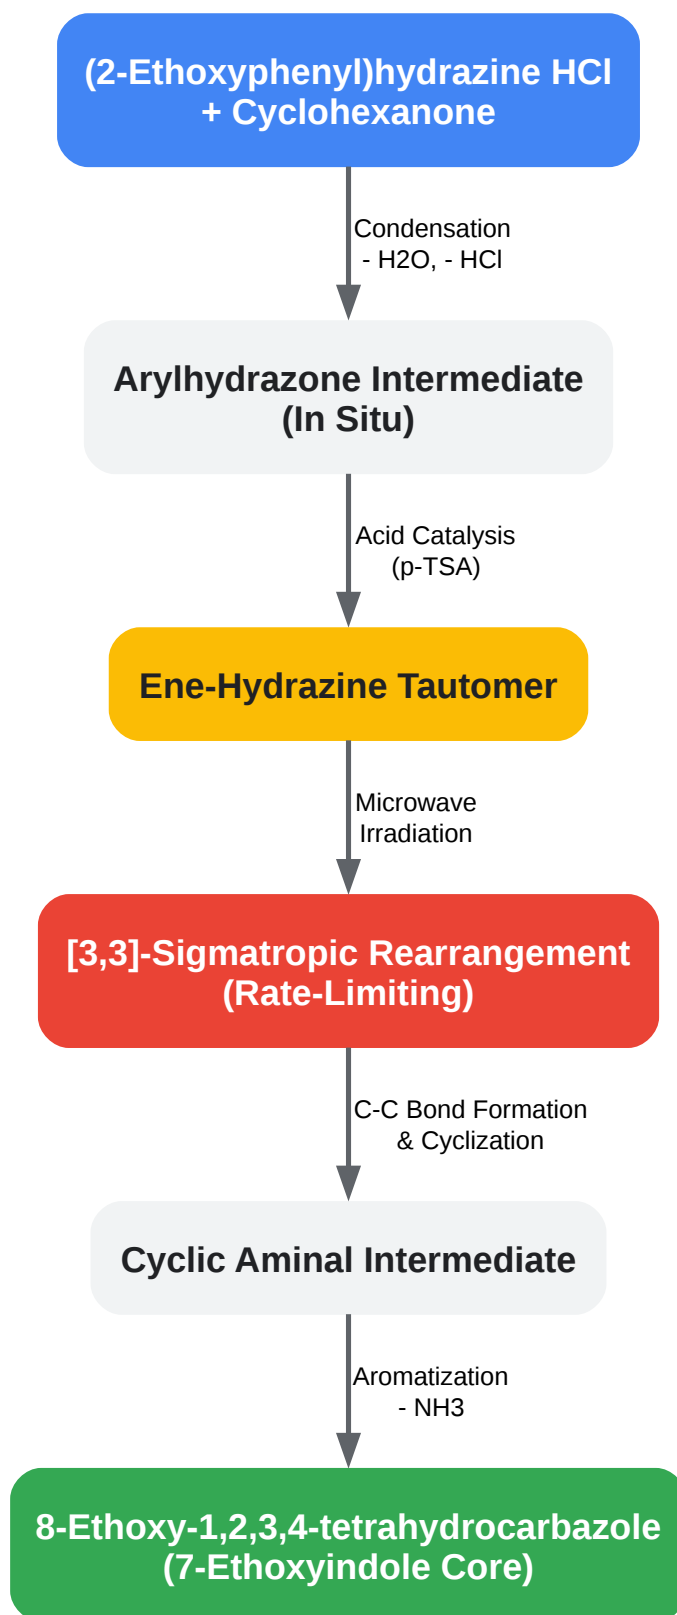 (2-Ethoxyphenyl)hydrazine HCl
+ Cyclohexanone
Condensation
- H2O, - HCl
Arylhydrazone Intermediate
(In Situ)
Acid Catalysis
(p-TSA)
Ene-Hydrazine Tautomer
Microwave
Irradiation
[3,3]-Sigmatropic Rearrangement
(Rate-Limiting)
C-C Bond Formation
& Cyclization
Cyclic Aminal Intermediate
Aromatization
- NH3
8-Ethoxy-1,2,3,4-tetrahydrocarbazole
(7-Ethoxyindole Core)